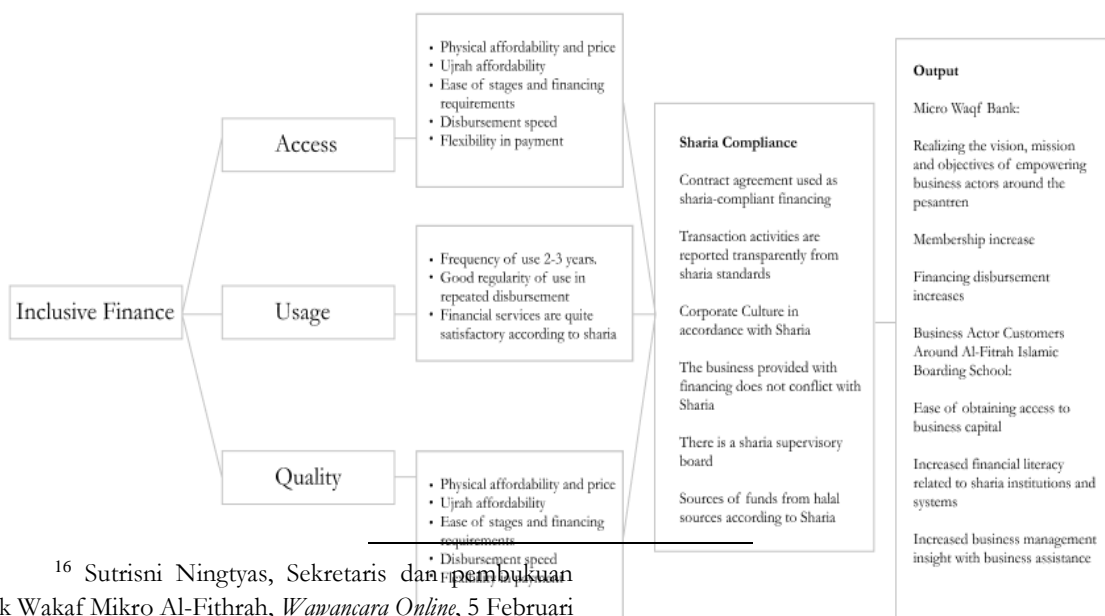 Inclusive Finance
Access
• Physical affordability and price
• Ujrah affordability
• Ease of stages and financing
requirements
• Disbursement speed
• Flexibility in payment
Usage
• Frequency of use 2-3 years.
• Good regularity of use in
repeated disbursement
• Financial services are quite
satisfactory according to sharia
Quality
• Physical affordability and price
• Ujrah affordability
• Ease of stages and financing
requirements
• Disbursement speed
• Flexibility in payment
Sharia Compliance
Contract agreement used as
sharia-compliant financing
Transaction activities are
reported transparently from
sharia standards
Corporate Culture in
accordance with Sharia
The business provided with
financing does not conflict with
Sharia
There is a sharia supervisory
board
Sources of funds from halal
sources according to Sharia
Output
Micro Waqf Bank:
Realizing the vision, mission
and objectives of empowering
business actors around the
pesantren
Membership increase
Financing disbursement
increases
Business Actor Customers
Around Al-Fitrah Islamic
Boarding School:
Ease of obtaining access to
business capital
Increased financial literacy
related to sharia institutions and
systems
Increased business management
insight with business assistance
16 Sutrisni Ningtyas, Sekretaris dan pembukuan
k Wakaf Mikro Al-Fithrah, Wawancara Online, 5 Februari